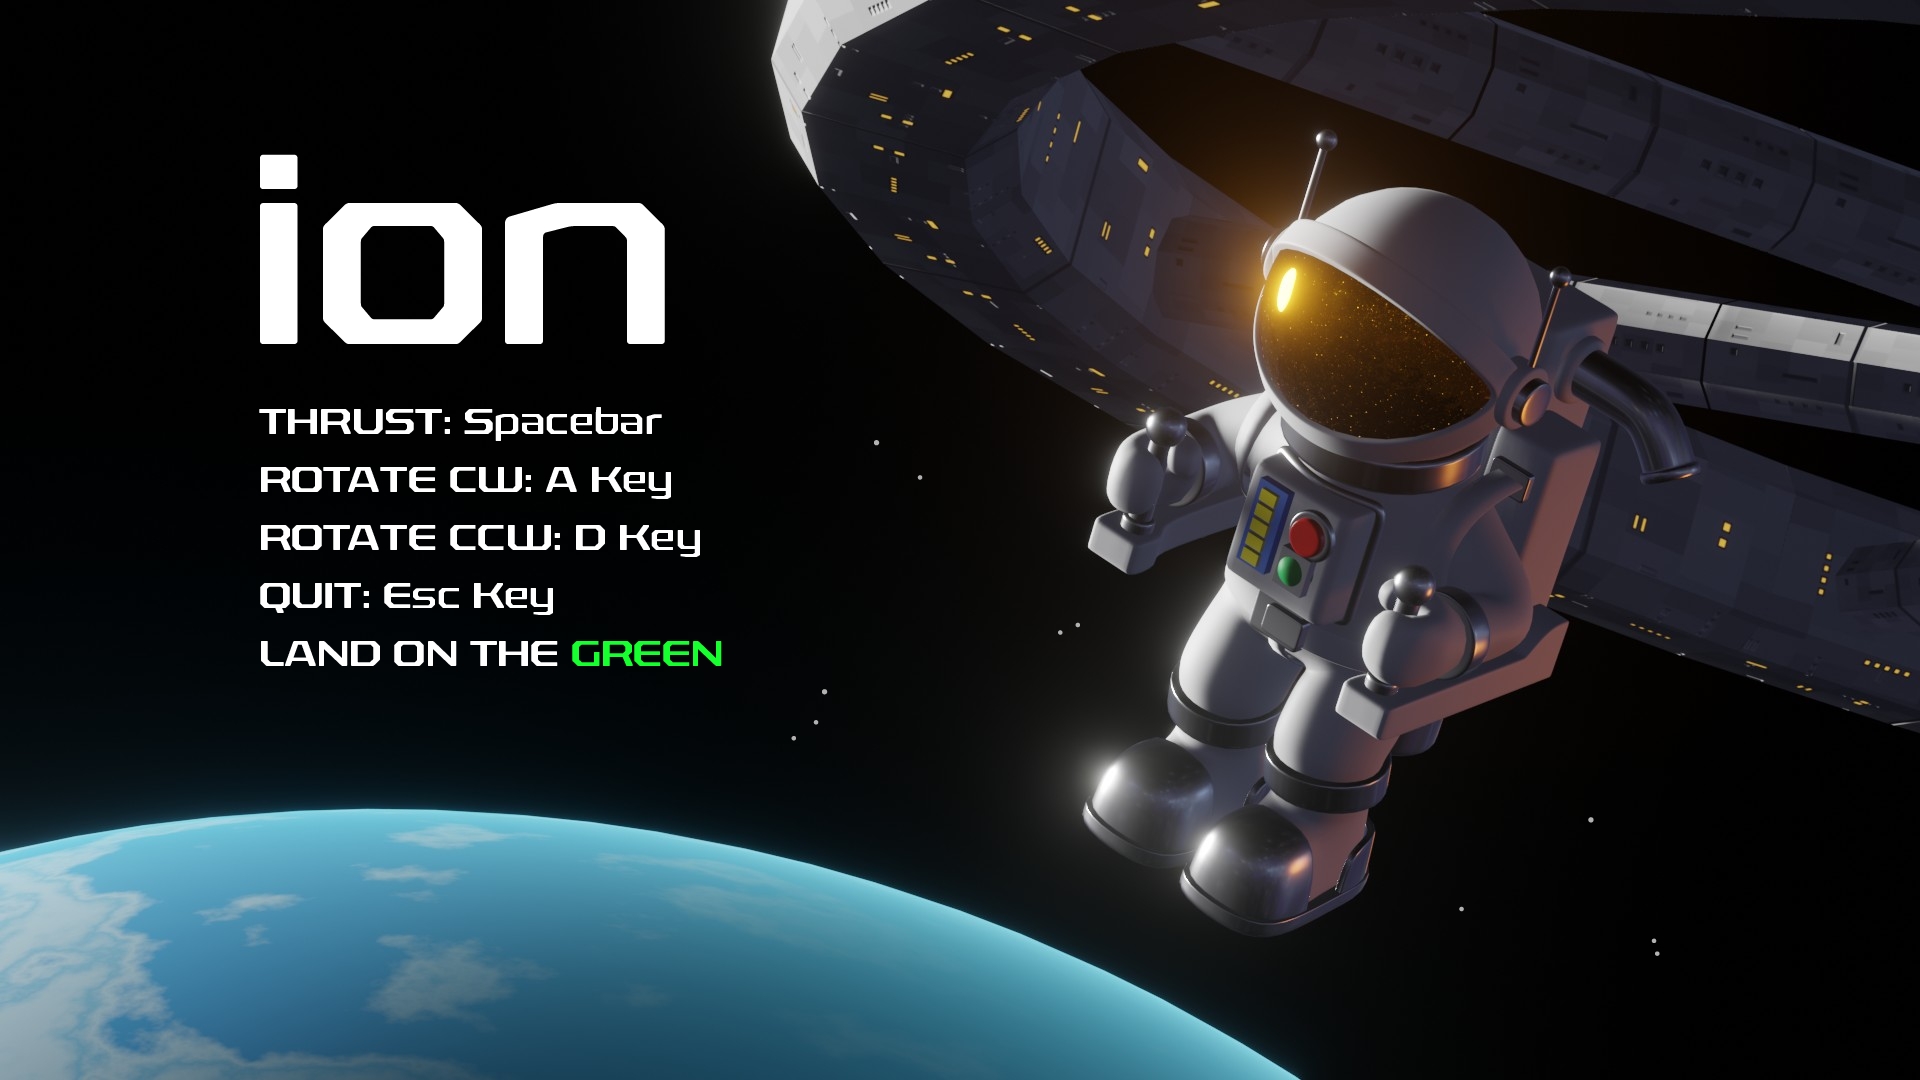 ion
THRUST: Spacebar
ROTATE CW: A Key
ROTATE CCW: D Key
QUIT: Esc Key
LAND ON THE GREEN